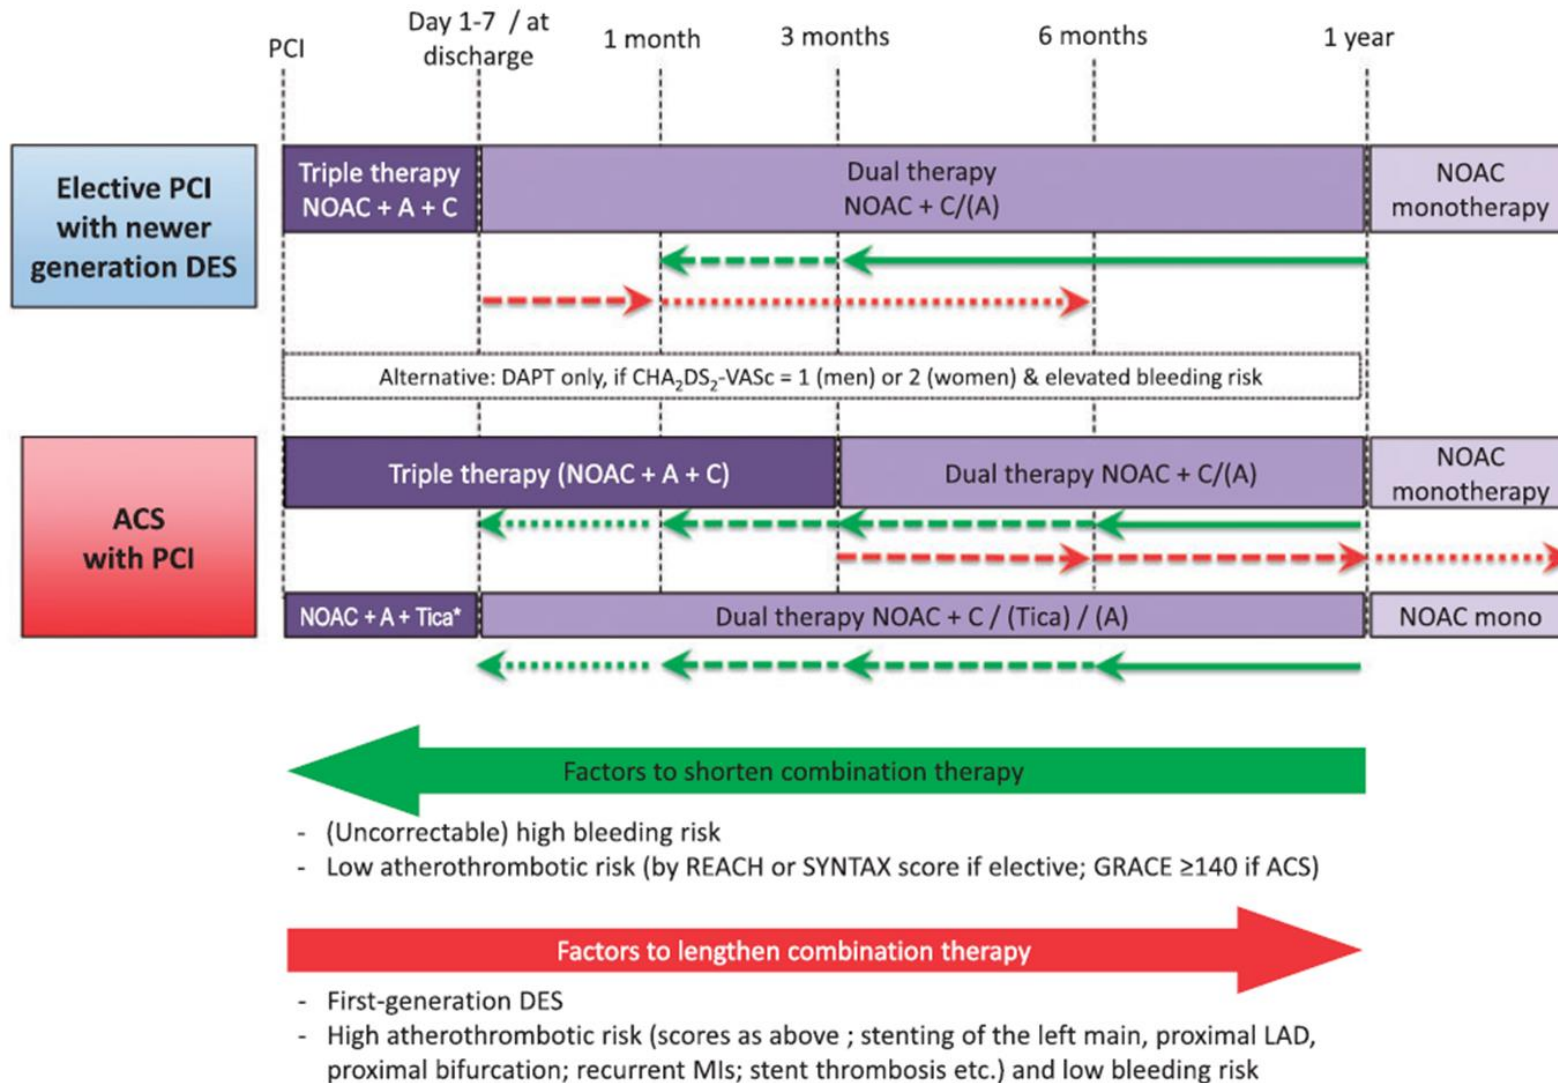 PCI
Day 1-7 / at
discharge
1 month
3 months
6 months
1 year
Elective PCI
with newer
generation DES
Triple therapy
NOAC + A + C
Dual therapy
NOAC + C/(A)
NOAC
monotherapy
Alternative: DAPT only, if CHA₂DS₂-VASc = 1 (men) or 2 (women) & elevated bleeding risk
ACS
with PCI
Triple therapy (NOAC + A + C)
Dual therapy NOAC + C/(A)
NOAC
monotherapy
NOAC + A + Tica*
Dual therapy NOAC + C / (Tica) / (A)
NOAC mono
Factors to shorten combination therapy
- (Uncorrectable) high bleeding risk
- Low atherothrombotic risk (by REACH or SYNTAX score if elective; GRACE ≥140 if ACS)
Factors to lengthen combination therapy
- First-generation DES
- High atherothrombotic risk (scores as above ; stenting of the left main, proximal LAD,
proximal bifurcation; recurrent MIs; stent thrombosis etc.) and low bleeding risk